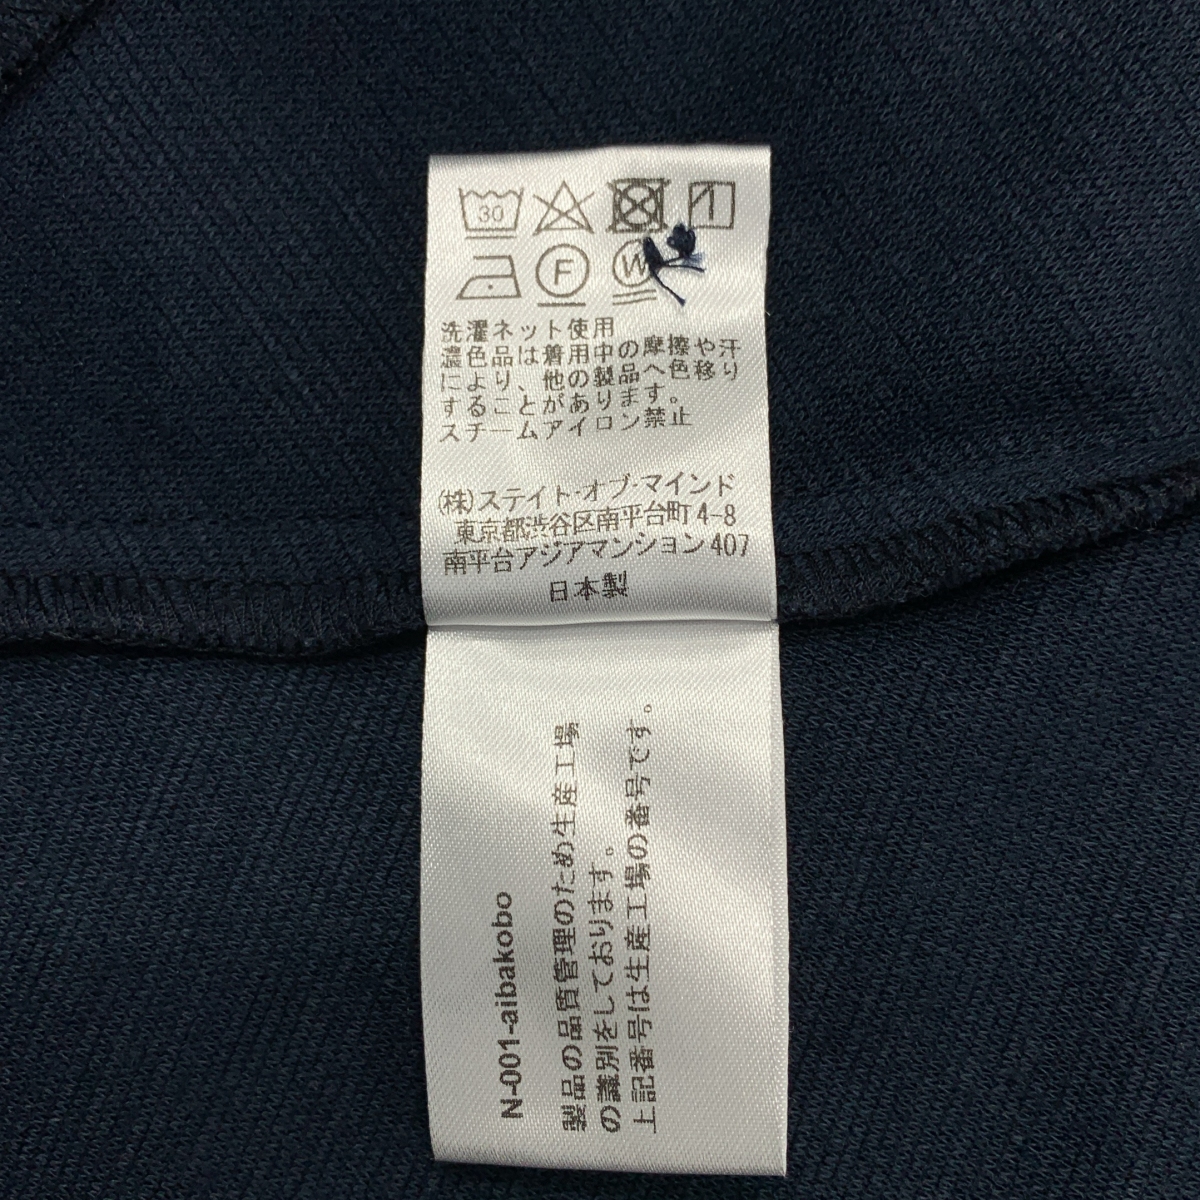 30
F
W
洗濯ネット使用
濃色品は着用中の摩擦や汗
により、他の製品へ色移り
することがあります。
スチームアイロン禁止
(株)ステイト・オブ・マインド
東京都渋谷区南平台町4-8
南平台アジアマンション407
日本製
N-001-aibakobo
製品の品質管理のため生産工場
の識別をしております。
上記番号は生産工場の番号です。